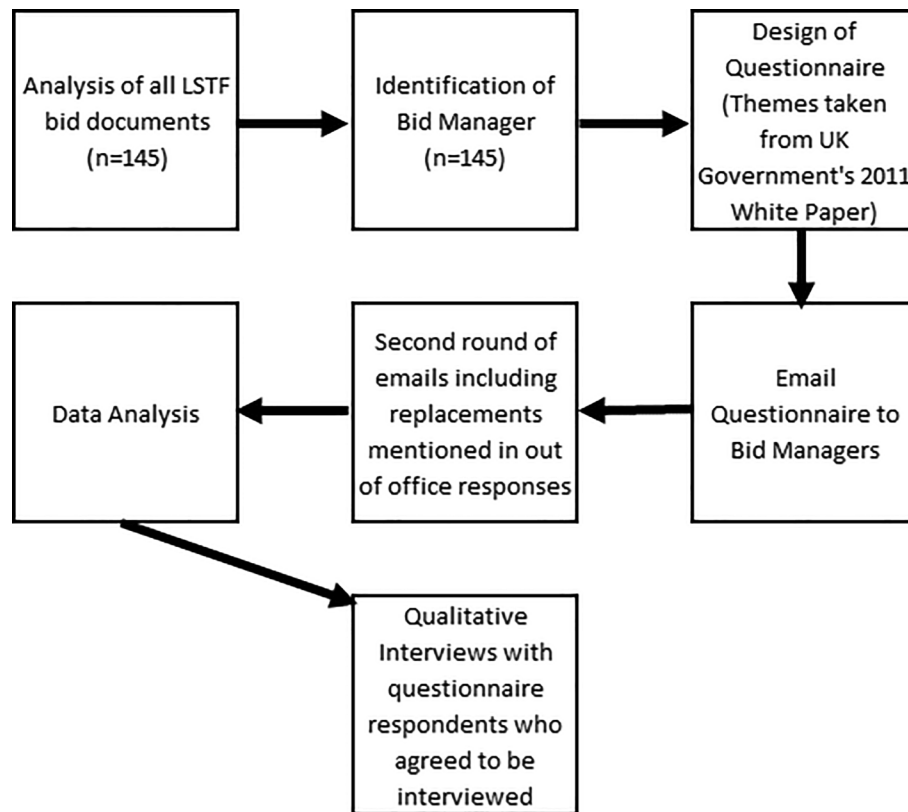 Analysis of all LSTF
bid documents
(n=145)
Identification of
Bid Manager
(n=145)
Design of
Questionnaire
(Themes taken
from UK
Government's 2011
White Paper)
Data Analysis
Second round of
emails including
replacements
mentioned in out
of office responses
Email
Questionnaire to
Bid Managers
Qualitative
Interviews with
questionnaire
respondents who
agreed to be
interviewed